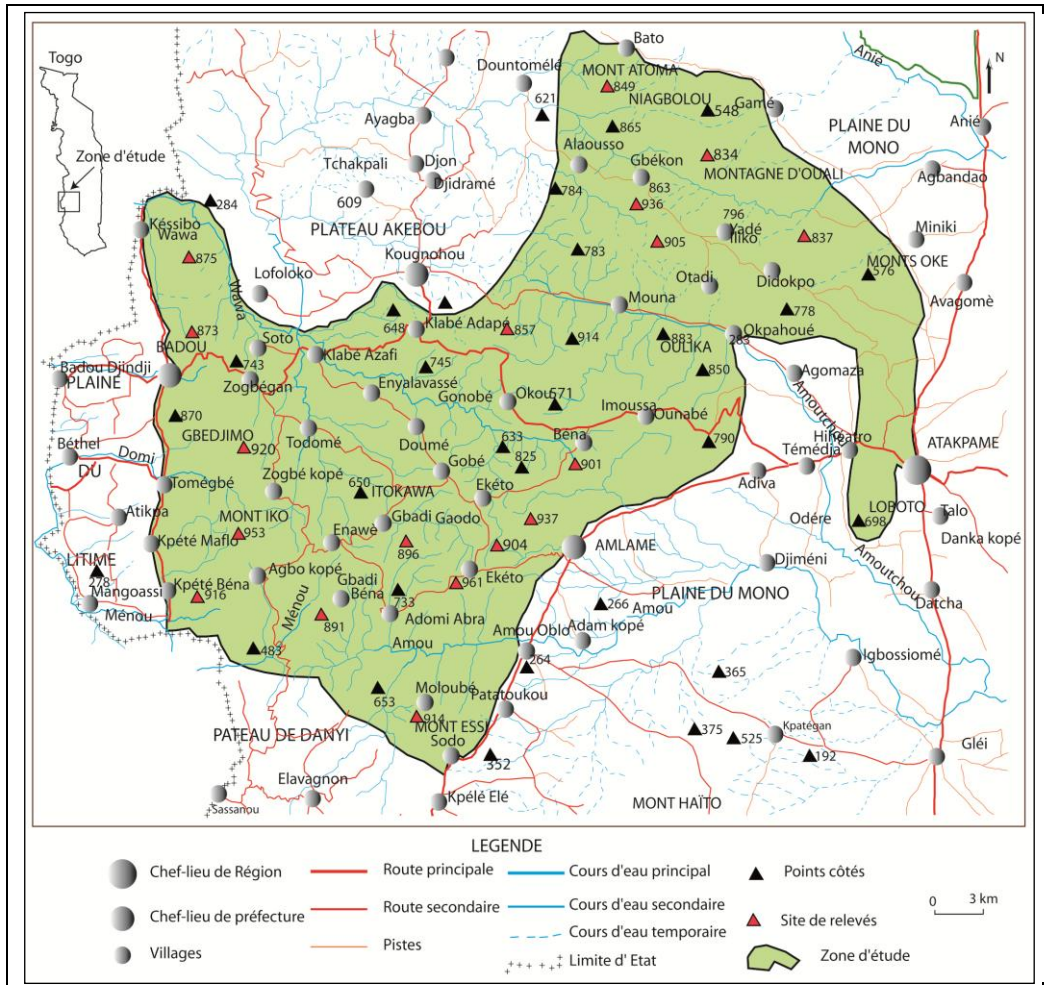 Togo
Zone d'étude
N
Bato
Dountomélé
MONT ATOMA
849
621
NIAGBOLOU
548
Gamé
Anié
Ayagba
865
Anié
PLAINE DU
MONO
Tchakpali
Djon
Djidramé
Alaousso
Gbékon
834
MONTAGNE D'OUALI
Agbandao
609
784
863
936
284
PLATEAU AKEBOU
796
Yadé
Iliko
837
Miniki
Késsibo
Wawa
905
MONTS OKE
875
783
Kougnohou
Lofoloko
Wawa
Otadi
Didokpo
576
Avagomè
Mouna
778
648
Klabé Adapé
857
873
914
883
OULIKA
Okpahoué
283
BADOU
Soto
Klabé Azafi
743
745
850
Badou Djindji
PLAINE
Zogbégan
Enyalavassé
Gonobé
Okou
571
Agomaza
Amoutchou
870
Imoussa
Ounabé
GBEDJIMO
Todomé
Doumé
633
Béna
790
Hihéatro
ATAKPAME
Béthel
DU
Domi
920
825
901
Témédja
Tomégbé
Zogbé kopé
650
ITOKAWA
Gobé
Ekéto
Adiva
LOBOTO
Atikpa
MONT IKO
Gbadi
Gaodo
937
Odére
698
Talo
Danka kopé
Kpété Maflo
953
Enawè
896
904
AMLAME
LITIME
278
Djiméni
Amoutchou
Mangoassi
Kpété Béna
Agbo kopé
Gbadi
Béna
Ekéto
961
PLAINE DU MONO
Datcha
916
Ménou
733
266
Amou
Ménou
891
Adomi Abra
Adam kopé
483
Amou
Amou Oblo
264
Igbossiomé
365
653
Moloubé
Patatoukou
914
MONT ESSI
375
525
Kpatégan
PATEAU DE DANYI
Sodo
352
192
Gléi
Elavagnon
Sassanou
Kpélé Elé
MONT HAÏTO
LEGENDE
Chef-lieu de Région
Route principale
Cours d'eau principal
Points côtés
Chef-lieu de préfecture
Route secondaire
Cours d'eau secondaire
Site de relevés
0 3 km
Villages
Pistes
Cours d'eau temporaire
Limite d' Etat
Zone d'étude